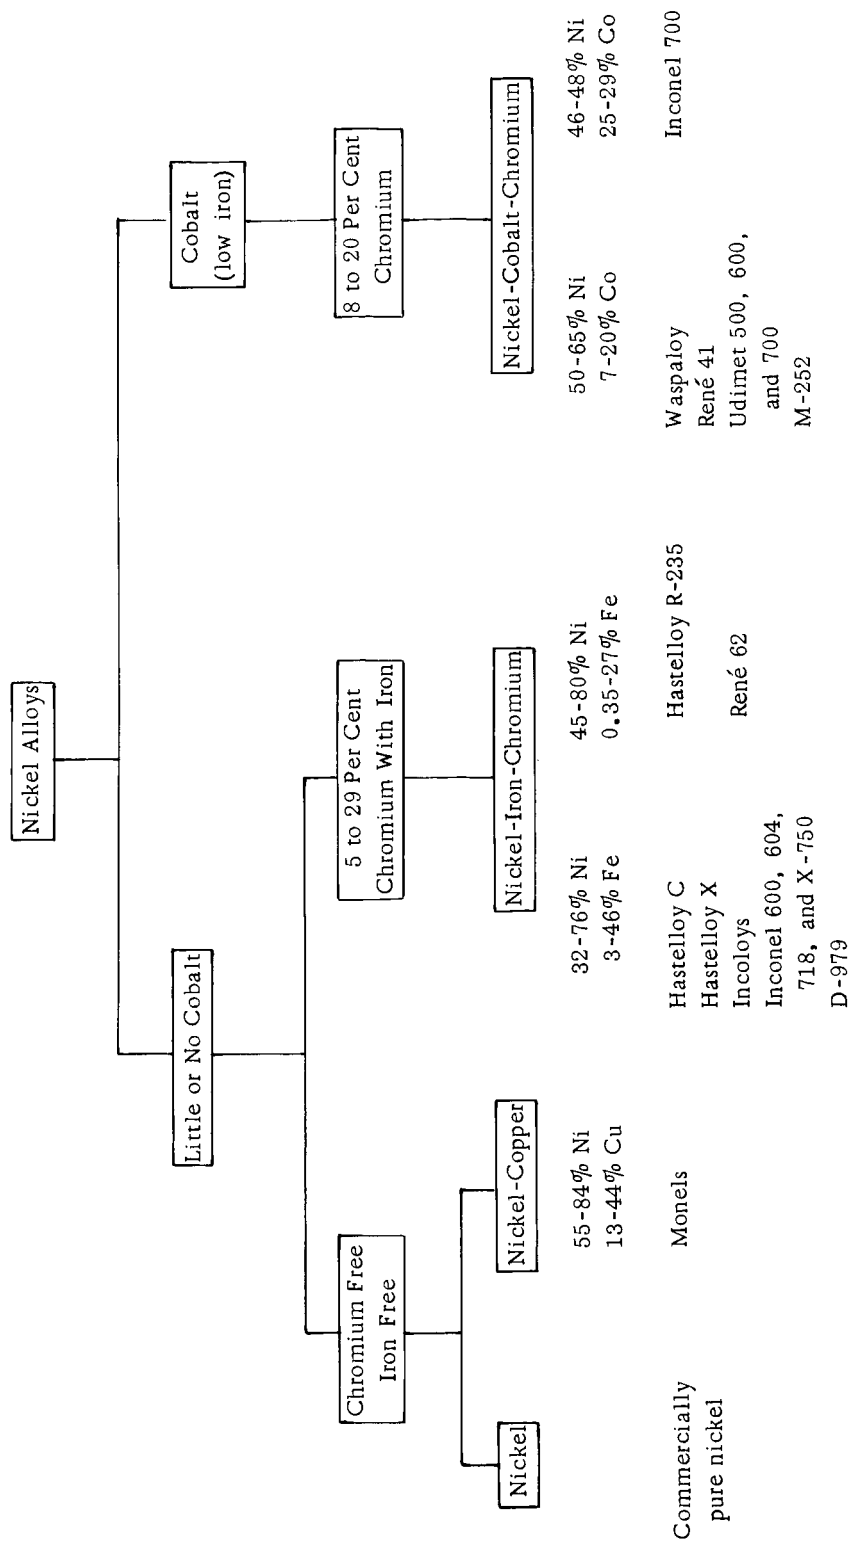 Nickel Alloys
Little or No Cobalt
Cobalt
(low iron)
Chromium Free
Iron Free
5 to 29 Per Cent
Chromium With Iron
8 to 20 Per Cent
Chromium
Nickel
Nickel-Copper
Nickel-Iron-Chromium
Nickel-Cobalt-Chromium
55-84% Ni
13-44% Cu
32-76% Ni
3-46% Fe
45-80% Ni
0.35-27% Fe
50-65% Ni
7-20% Co
46-48% Ni
25-29% Co
Commercially
pure nickel
Monels
Hastelloy C
Hastelloy X
Incoloys
Inconel 600, 604,
718, and X-750
D-979
Hastelloy R-235
René 62
Waspaloy
René 41
Udimet 500, 600,
and 700
M-252
Inconel 700